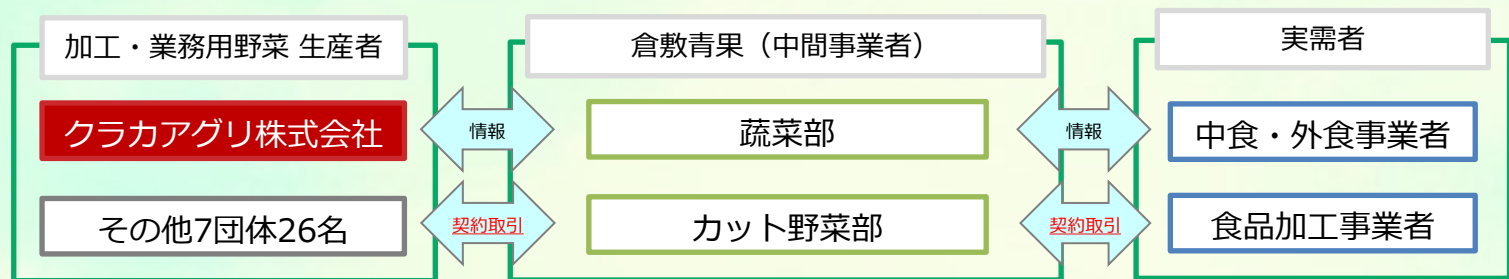 加工・業務用野菜 生産者
倉敷青果（中間事業者）
実需者
クラカアグリ株式会社
情報
蔬菜部
情報
中食・外食事業者
その他7団体26名
契約取引
カット野菜部
契約取引
食品加工事業者